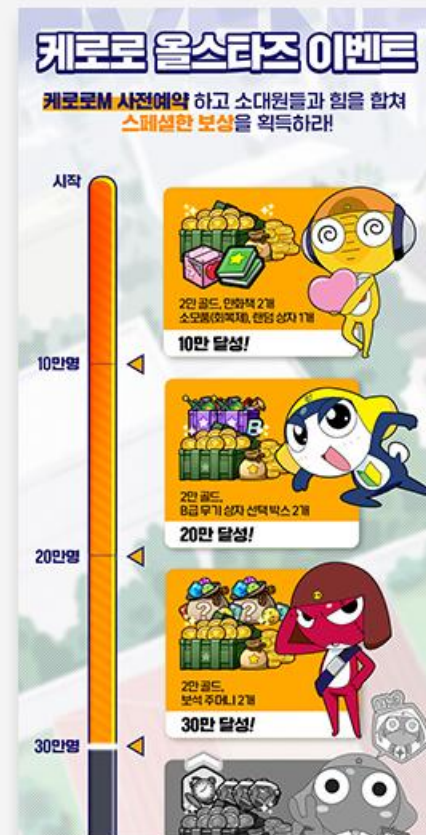 케로로 올스타즈 이벤트
케로로M 사전예약 하고 소대원들과 힘을 합쳐
스페셜한 보상을 획득하라!
시작
2만 골드, 만화책 2개
소모품(회복제), 랜덤 상자 1개
10만 달성!
10만명
2만 골드,
B급 무기 상자 선택 박스 2개
20만 달성!
20만명
2만 골드,
보석 주머니 2개
30만 달성!
30만명